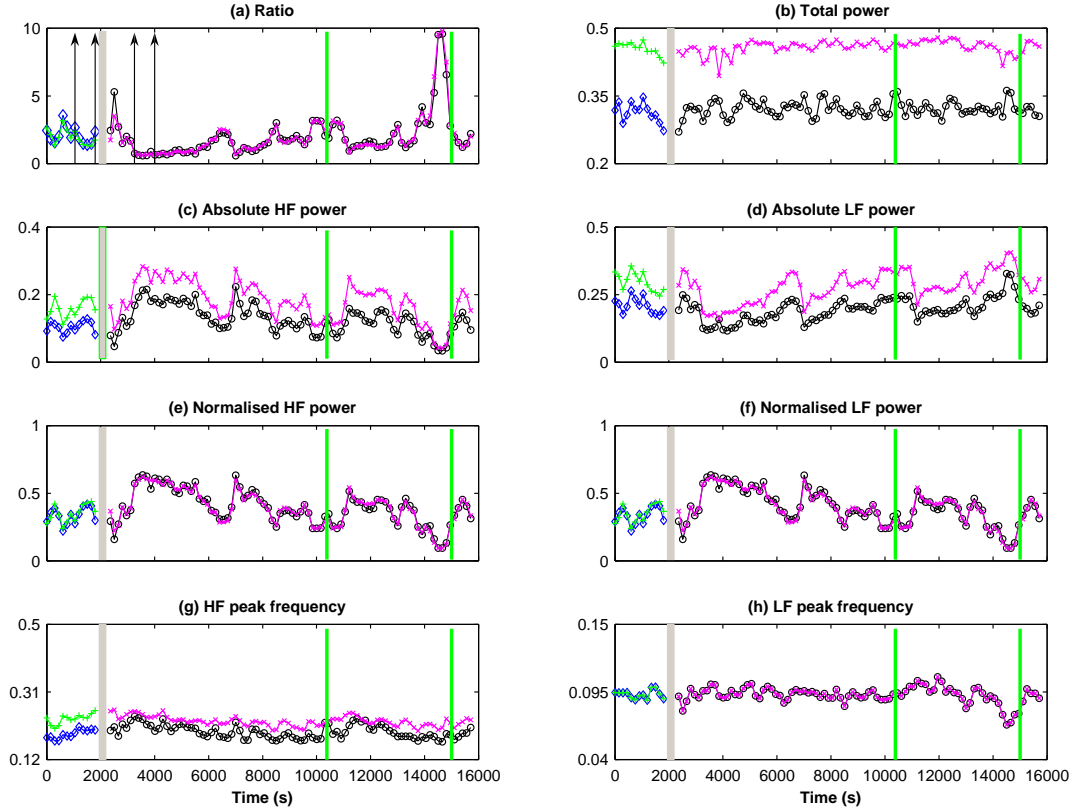 (a) Ratio
10
5
2
0
(b) Total power
0.5
0.35
0.3
0.2
(c) Absolute HF power
0.4
0.2
0
(d) Absolute LF power
0.5
0.25
0
(e) Normalised HF power
1
0.5
0
(f) Normalised LF power
1
0.5
0
(g) HF peak frequency
0.5
0.31
0.12
0 2000 4000 6000 8000 10000 12000 14000 16000
Time (s)
(h) LF peak frequency
0.15
0.095
0.04
0 2000 4000 6000 8000 10000 12000 14000 16000
Time (s)